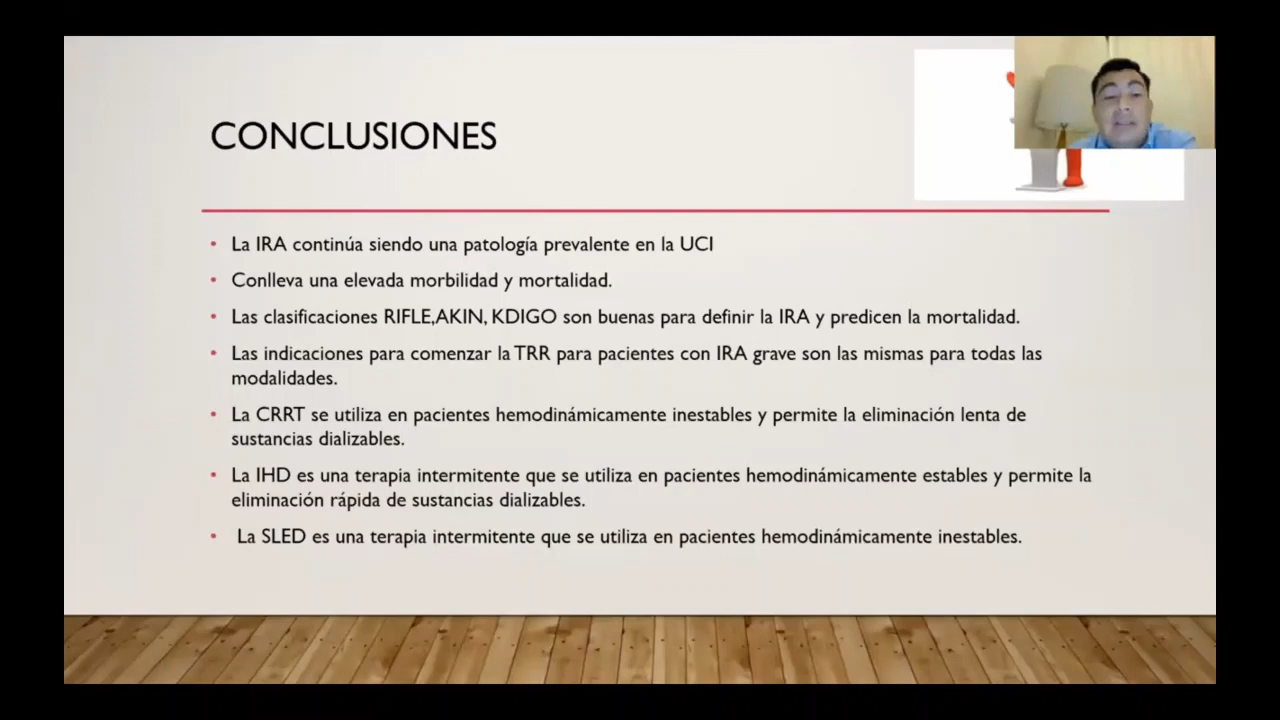 CONCLUSIONES
• La IRA continúa siendo una patología prevalente en la UCI
• Conlleva una elevada morbilidad y mortalidad.
• Las clasificaciones RIFLE,AKIN, KDIGO son buenas para definir la IRA y predicen la mortalidad.
• Las indicaciones para comenzar la TRR para pacientes con IRA grave son las mismas para todas las
modalidades.
• La CRRT se utiliza en pacientes hemodinámicamente inestables y permite la eliminación lenta de
sustancias dializables.
• La IHD es una terapia intermitente que se utiliza en pacientes hemodinámicamente estables y permite la
eliminación rápida de sustancias dializables.
• La SLED es una terapia intermitente que se utiliza en pacientes hemodinámicamente inestables.